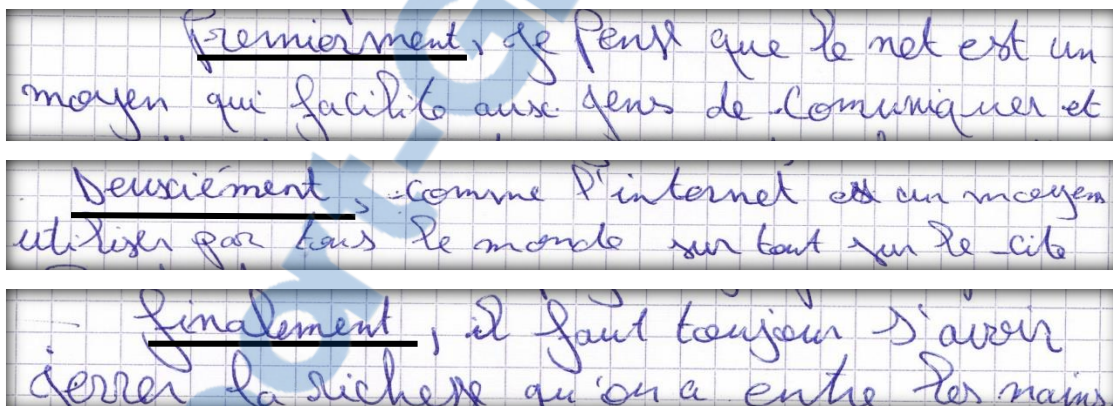 Premierment, je pense que le net est un
moyen qui facilite aux gens de comuniquer et
Deuxciément, comme l'internet est un moyen
utiliser par tous le monde sur tout sur le cite
finalement, il faut toujour s'avoir
gerrer la richesse qu'on a entre les mains